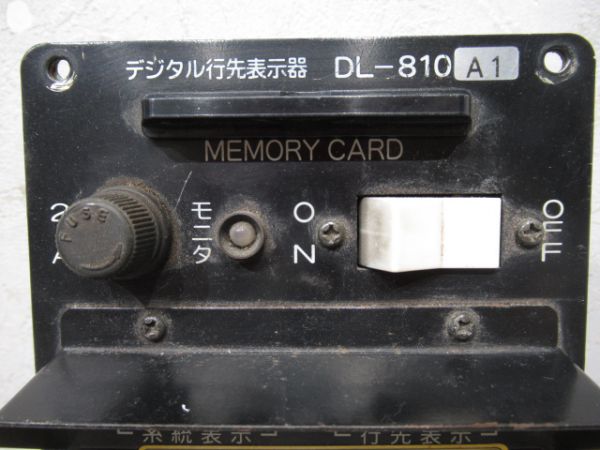 デジタル行先表示器 DL-810 A1
MEMORY CARD
2A
FUSE
モニタ
ON
OFF
系統表示
行先表示